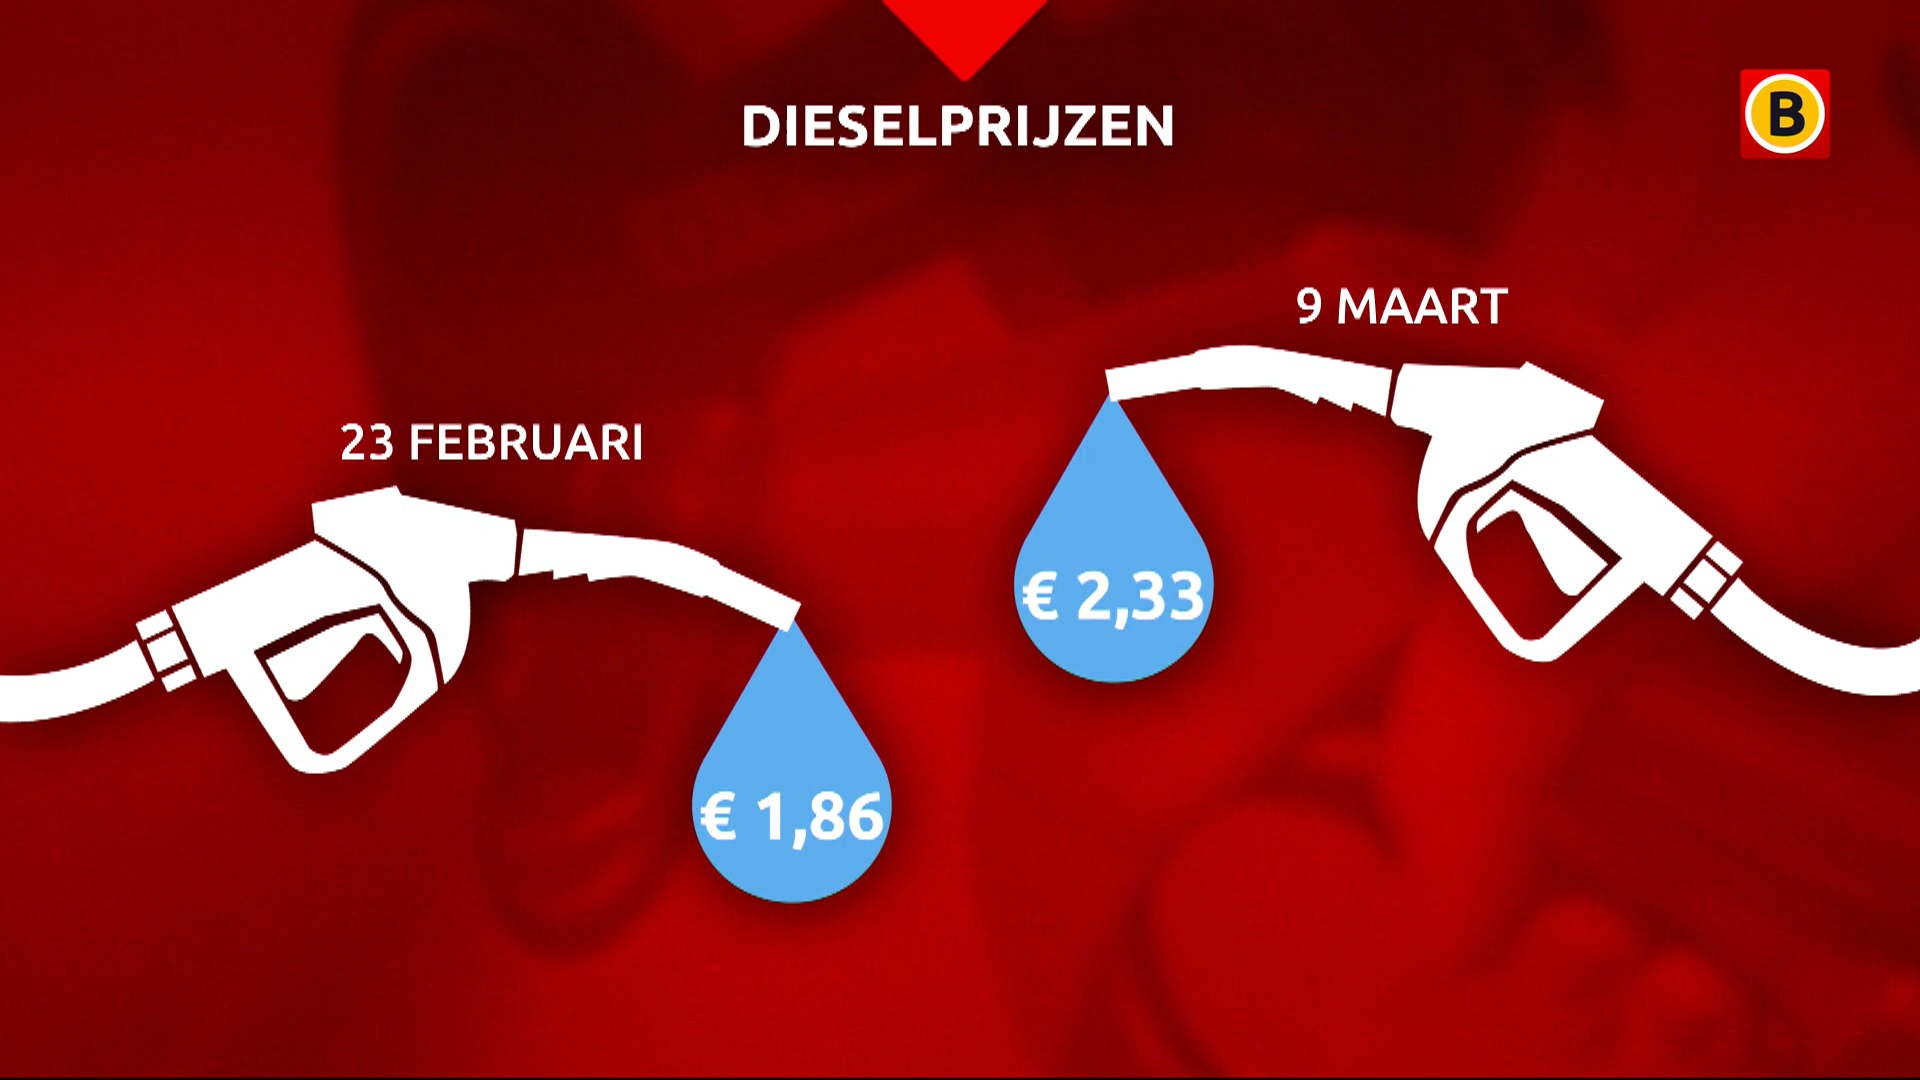 DIESELPRIJZEN
B
9 MAART
23 FEBRUARI
€ 2,33
€ 1,86